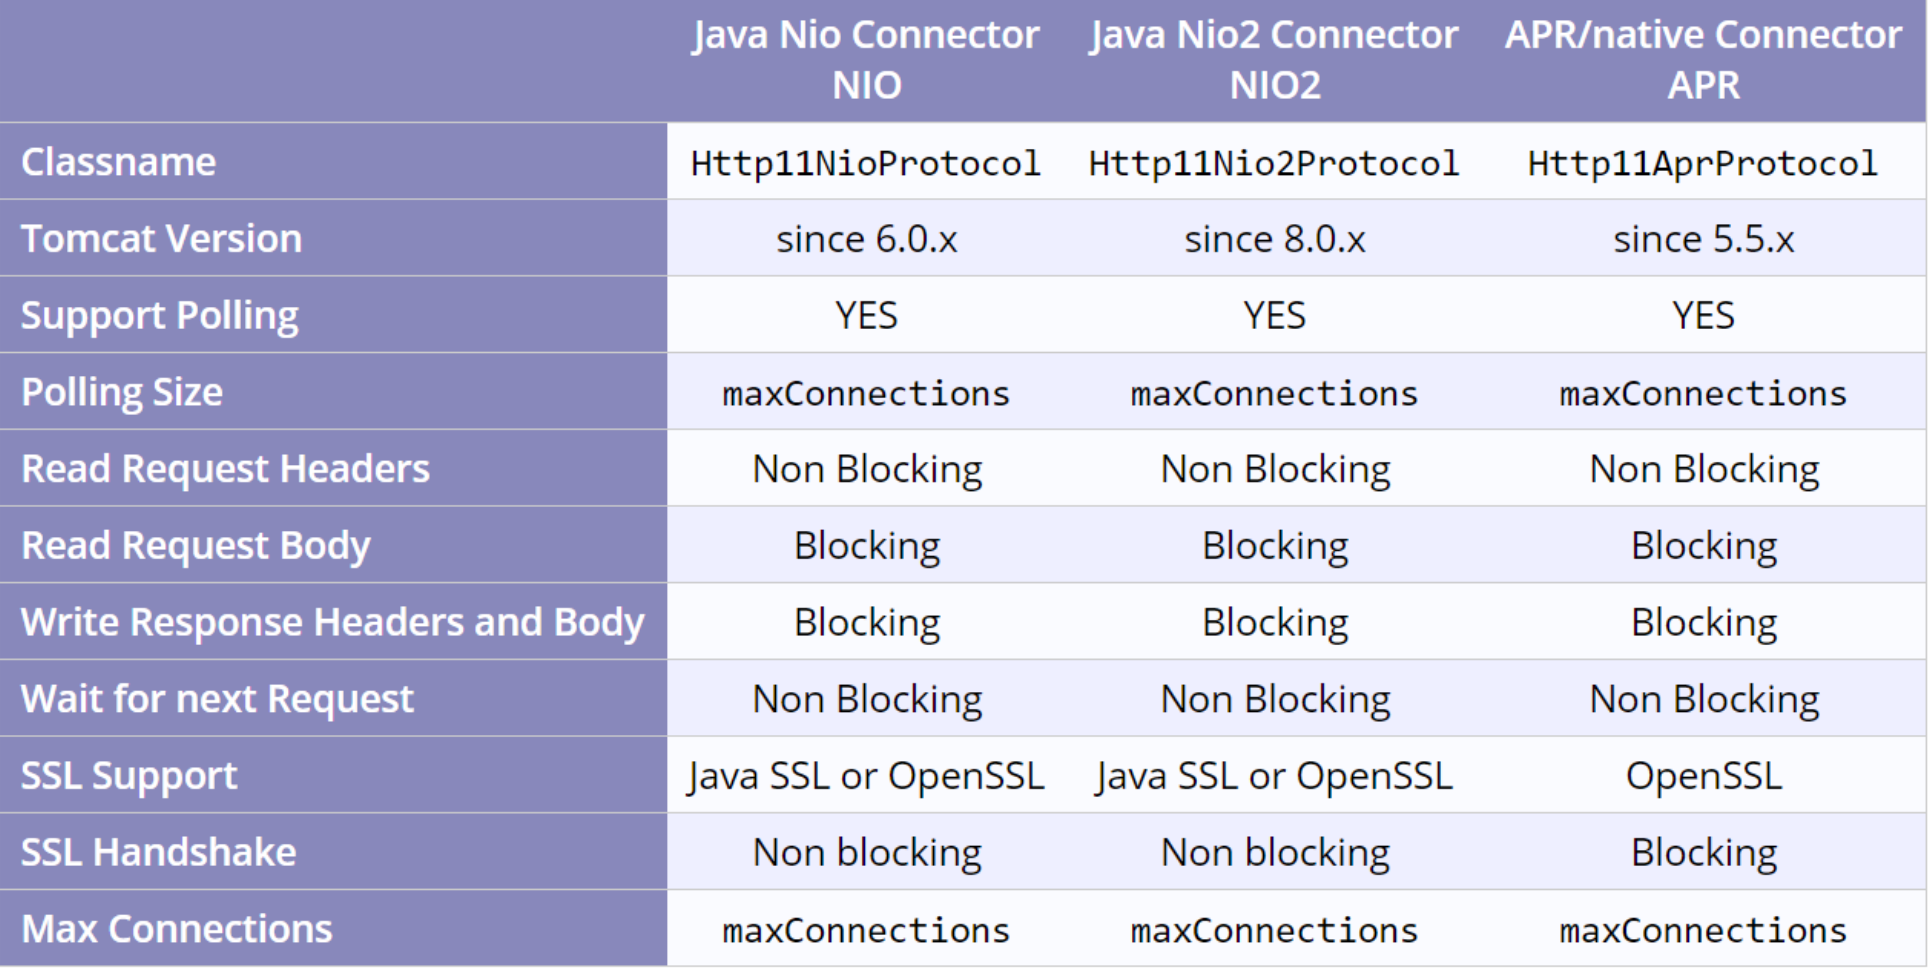 Java Nio Connector Java Nio2 Connector APR/native Connector
NIO NIO2 APR
Classname Http11NioProtocol Http11Nio2Protocol Http11AprProtocol
Tomcat Version since 6.0.x since 8.0.x since 5.5.x
Support Polling YES YES YES
Polling Size maxConnections maxConnections maxConnections
Read Request Headers Non Blocking Non Blocking Non Blocking
Read Request Body Blocking Blocking Blocking
Write Response Headers and Body Blocking Blocking Blocking
Wait for next Request Non Blocking Non Blocking Non Blocking
SSL Support Java SSL or OpenSSL Java SSL or OpenSSL OpenSSL
SSL Handshake Non blocking Non blocking Blocking
Max Connections maxConnections maxConnections maxConnections